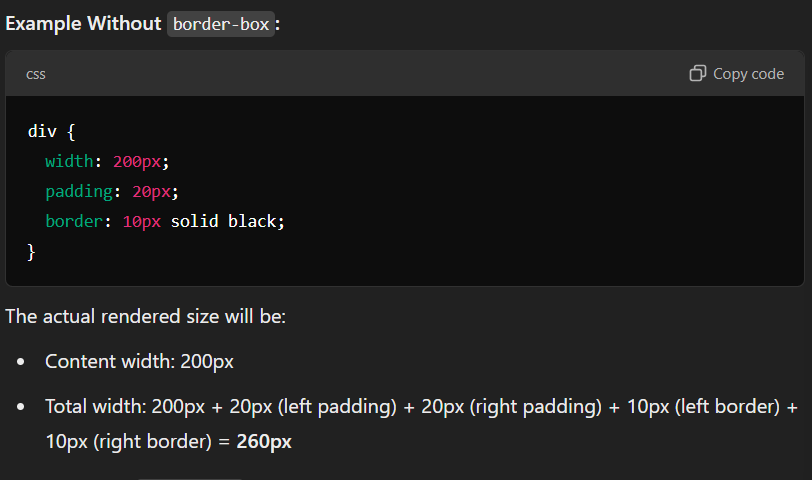 Example Without border-box:
css
Copy code
div {
  width: 200px;
  padding: 20px;
  border: 10px solid black;
}
The actual rendered size will be:
• Content width: 200px
• Total width: 200px + 20px (left padding) + 20px (right padding) + 10px (left border) +
10px (right border) = 260px